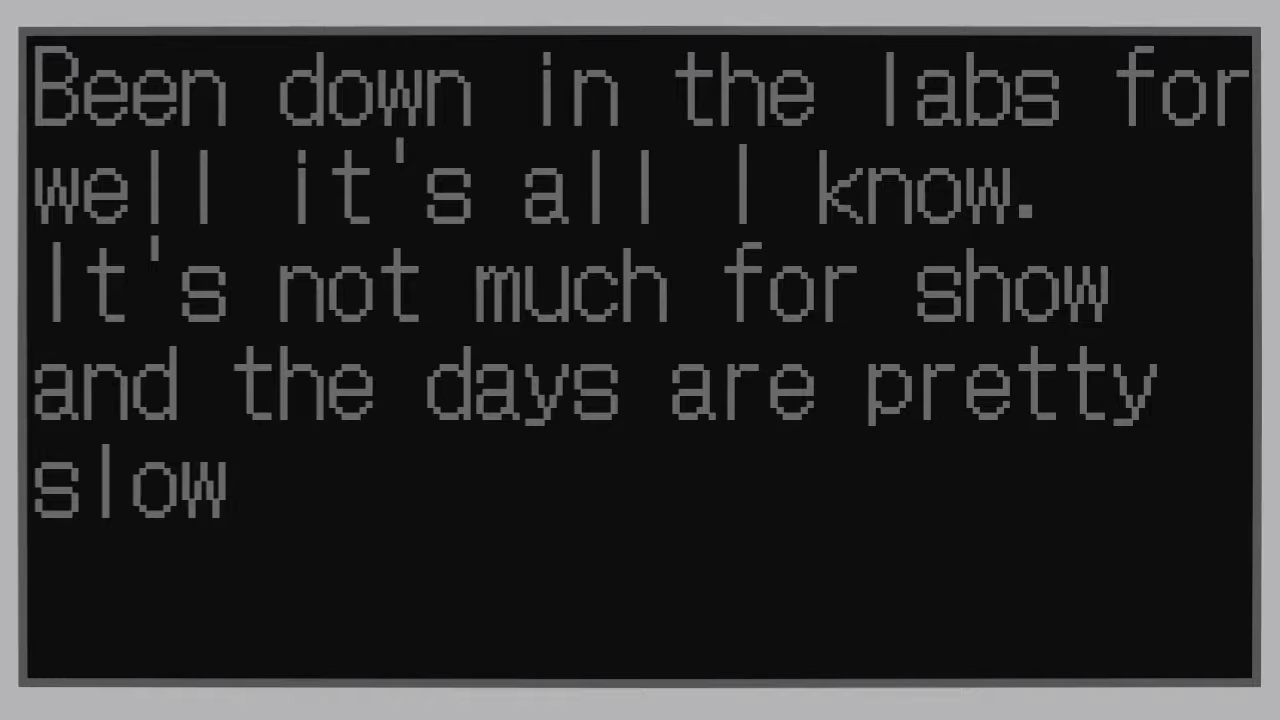 Been down in the labs for
well it's all I know.
It's not much for show
and the days are pretty
slow